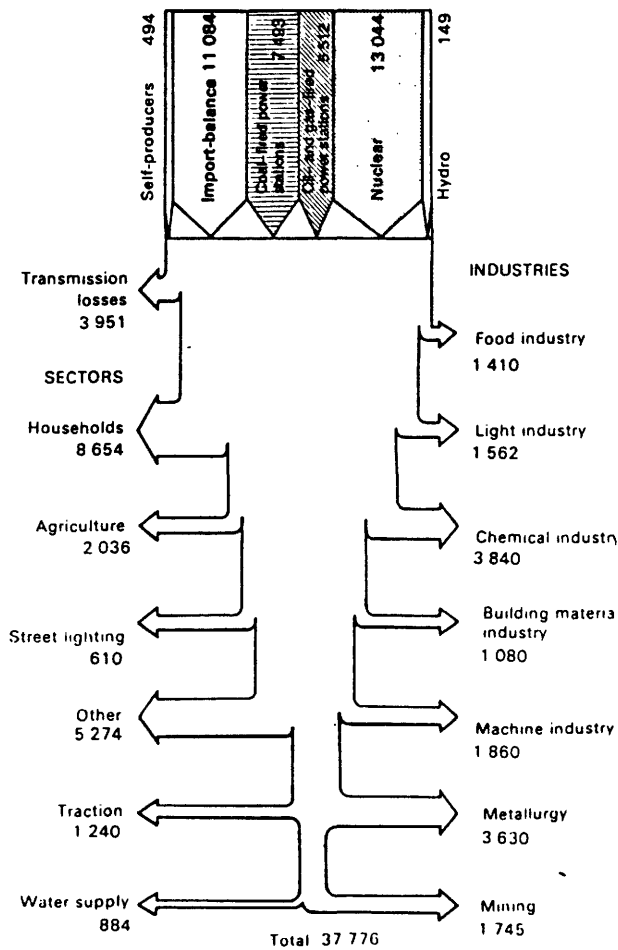 Self-producers 494
Import-balance 11 084
Coal-fired power
stations 7 493
Oil- and gas-fired
power stations 5 512
Nuclear 13 044
Hydro 149
Transmission
losses
3 951
SECTORS
Households
8 654
Agriculture
2 036
Street lighting
610
Other
5 274
Traction
1 240
Water supply
884
INDUSTRIES
Food industry
1 410
Light industry
1 562
Chemical industry
3 840
Building materia
industry
1 080
Machine industry
1 860
Metallurgy
3 630
Mining
1 745
Total 37 776